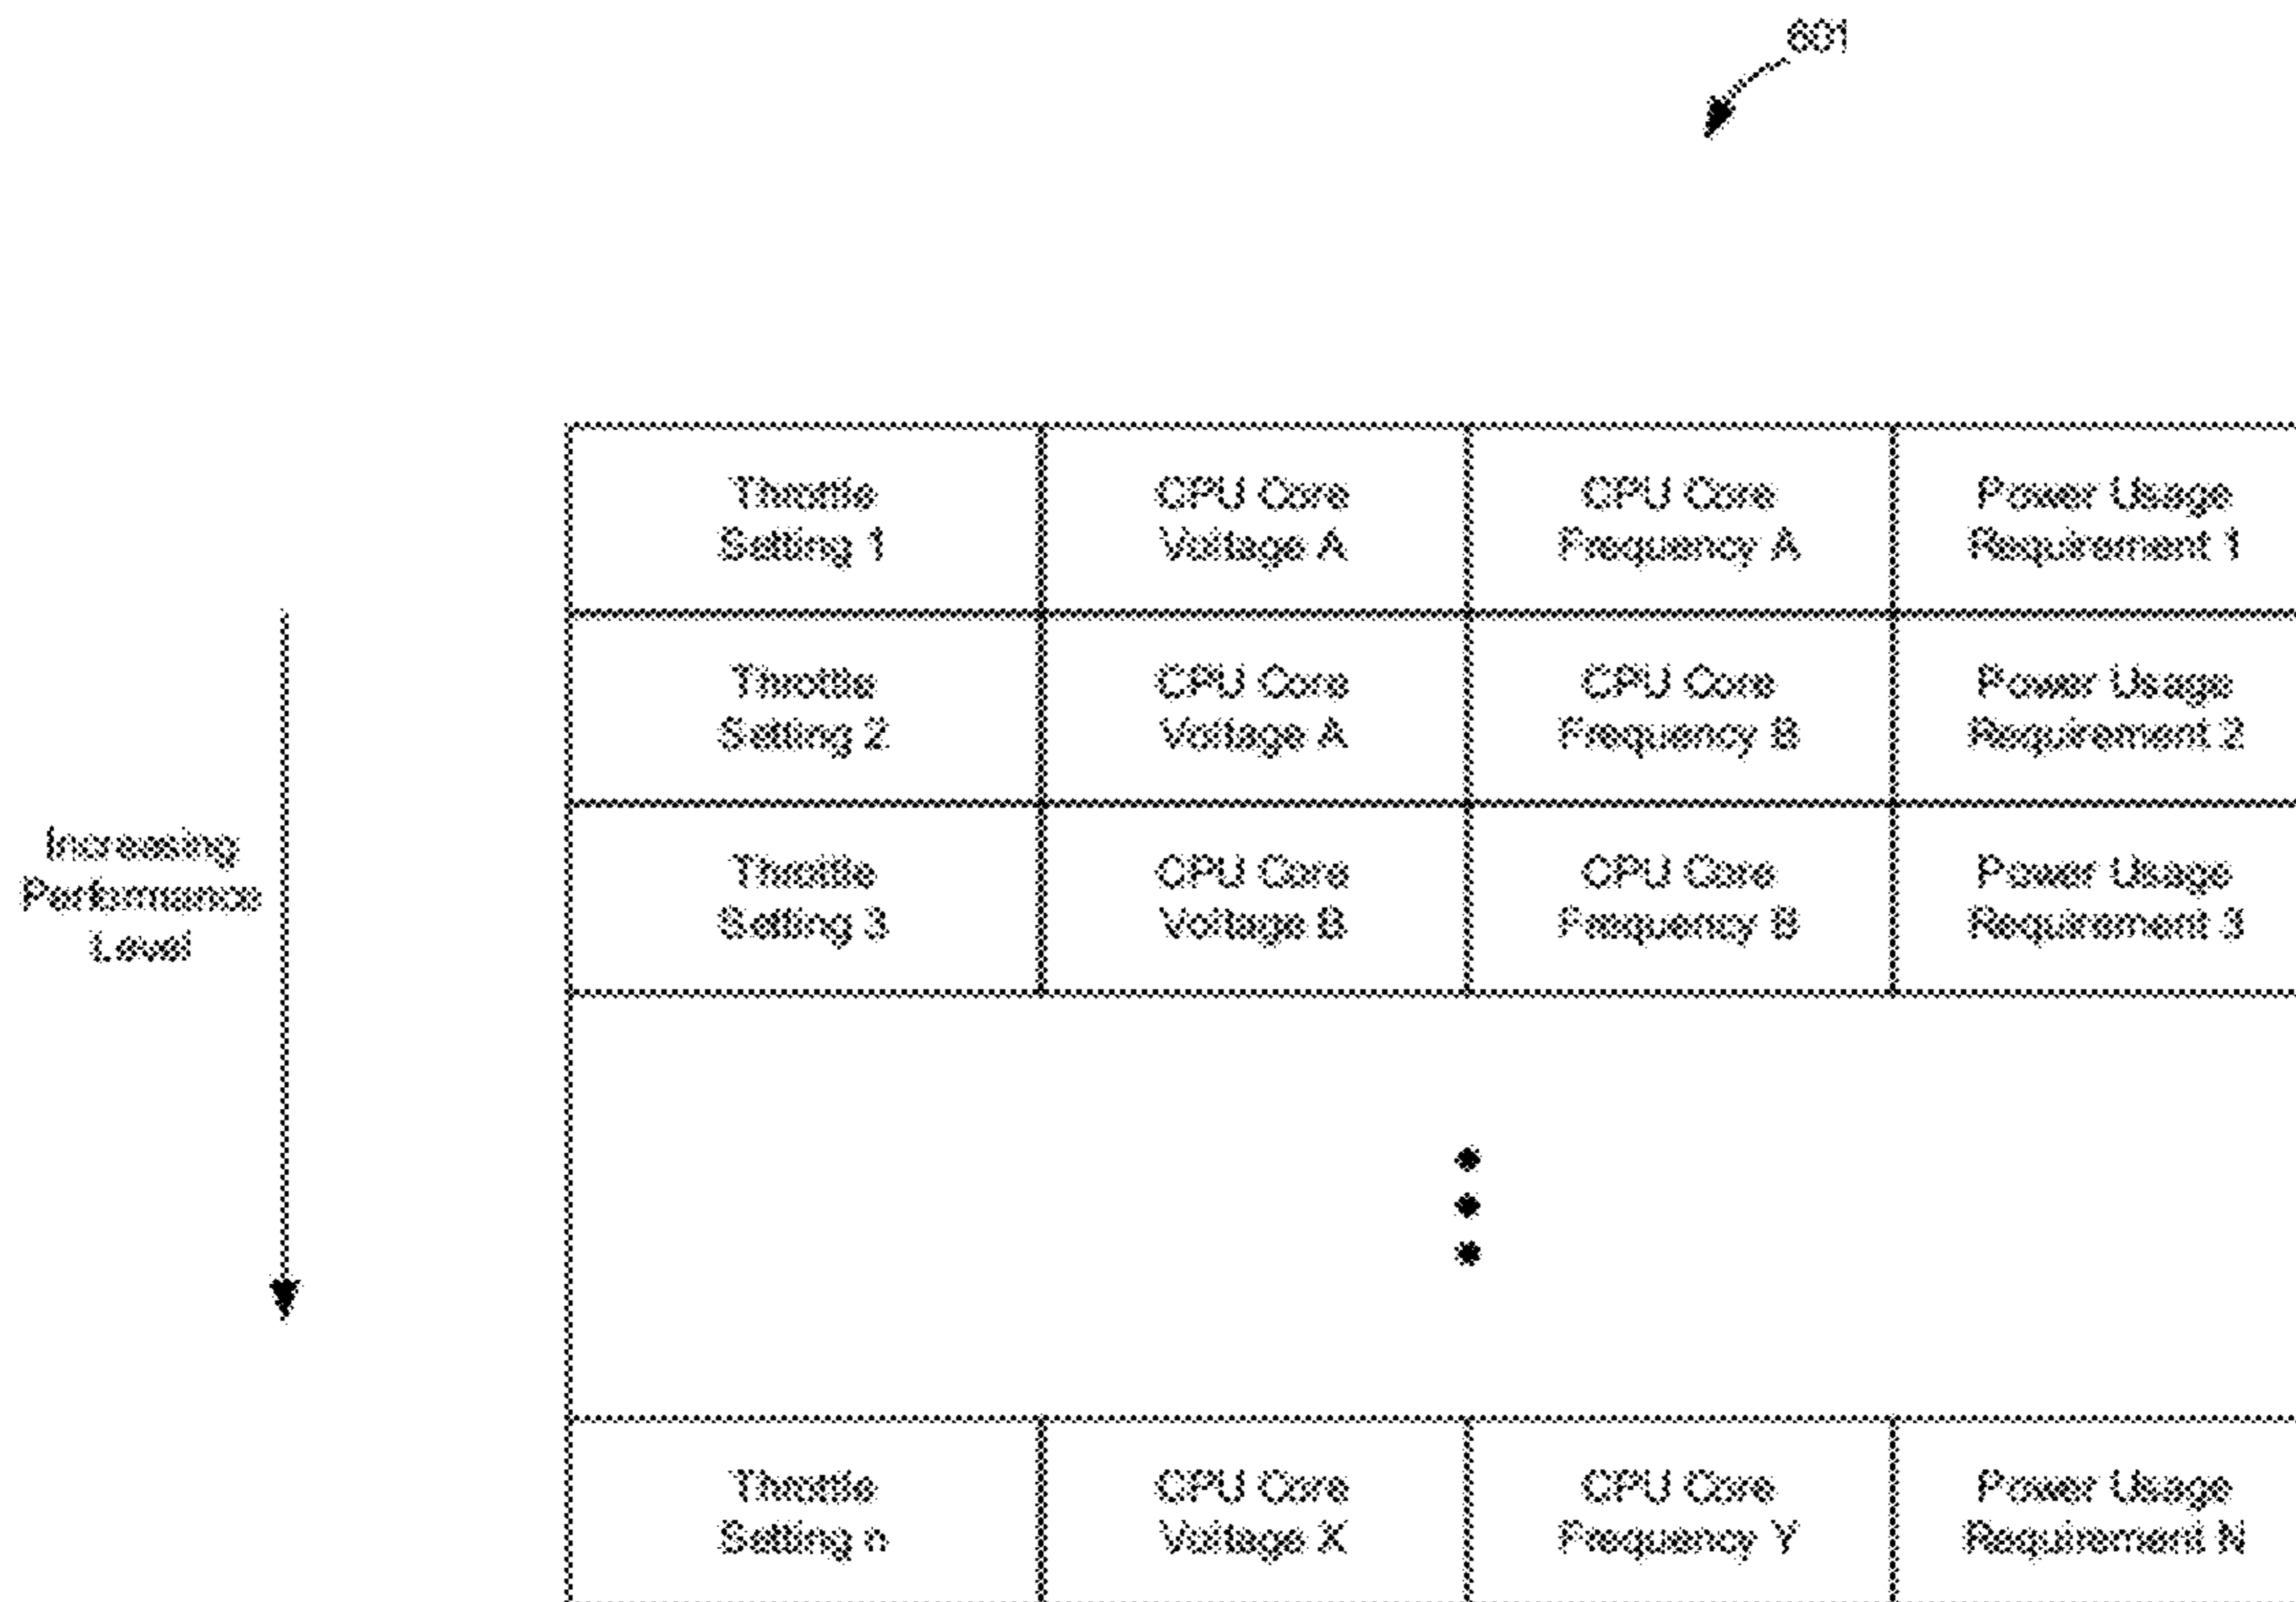 601
Throttle
Setting 1
CPU Core
Voltage A
CPU Core
Frequency A
Power Usage
Requirement 1
Throttle
Setting 2
CPU Core
Voltage A
CPU Core
Frequency B
Power Usage
Requirement 2
Increasing
Performance
Level
Throttle
Setting 3
CPU Core
Voltage B
CPU Core
Frequency B
Power Usage
Requirement 3
Throttle
Setting n
CPU Core
Voltage X
CPU Core
Frequency Y
Power Usage
Requirement N